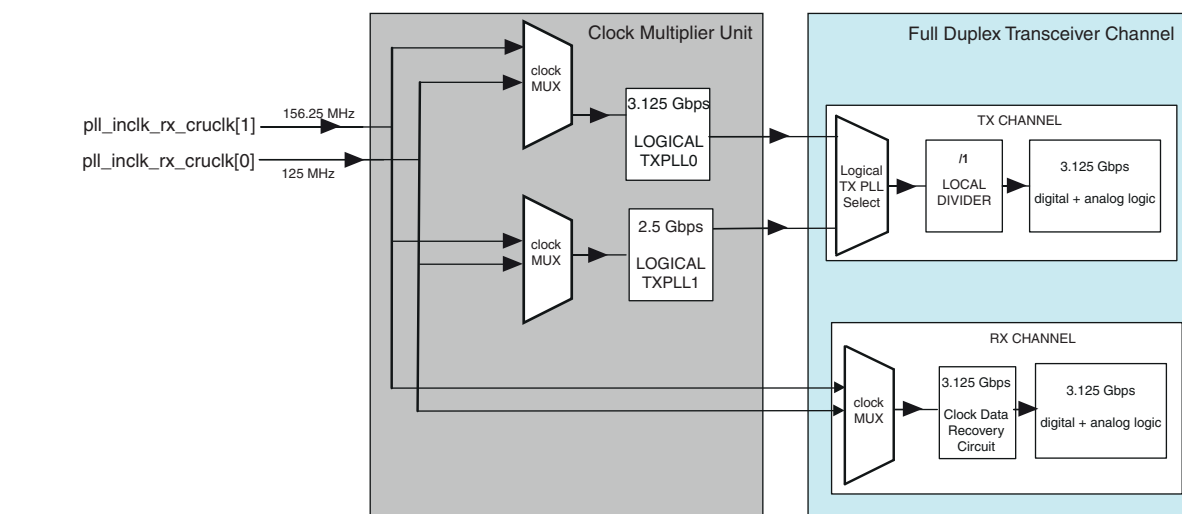 Clock Multiplier Unit
Full Duplex Transceiver Channel
pll_inclk_rx_cruclk[1]
156.25 MHz
pll_inclk_rx_cruclk[0]
125 MHz
clock
MUX
3.125 Gbps
LOGICAL
TXPLL0
clock
MUX
2.5 Gbps
LOGICAL
TXPLL1
TX CHANNEL
Logical
TX PLL
Select
/1
LOCAL
DIVIDER
3.125 Gbps
digital + analog logic
RX CHANNEL
clock
MUX
3.125 Gbps
Clock Data
Recovery
Circuit
3.125 Gbps
digital + analog logic